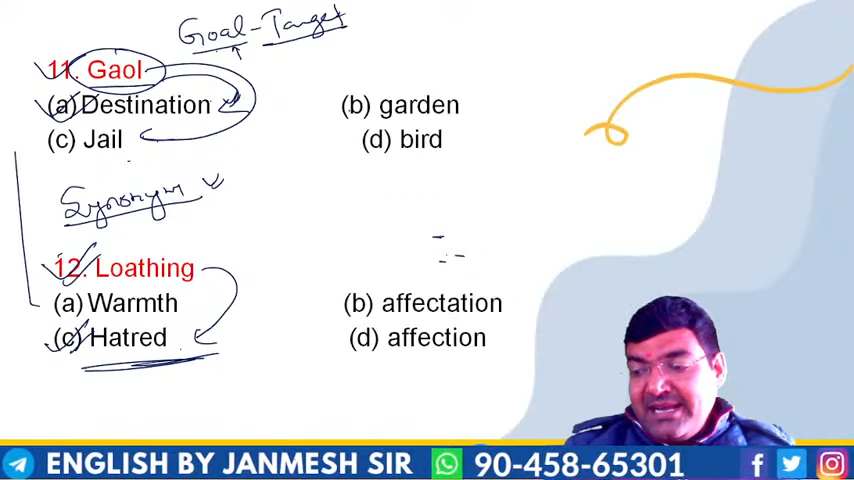 Goal - Target
11. Gaol
(a) Destination (b) garden
(c) Jail (d) bird
Synonym
12. Loathing
(a) Warmth (b) affectation
(c) Hatred (d) affection
ENGLISH BY JANMESH SIR 90-458-65301